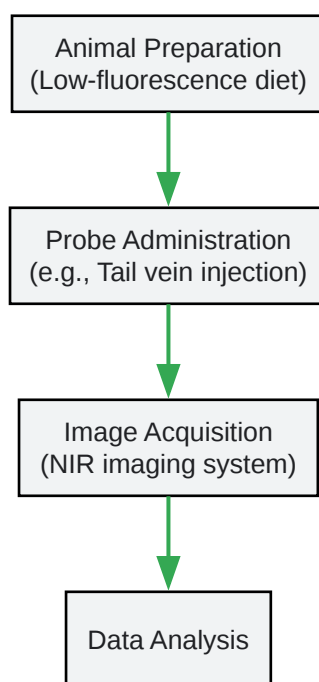 Animal Preparation
(Low-fluorescence diet)
Probe Administration
(e.g., Tail vein injection)
Image Acquisition
(NIR imaging system)
Data Analysis